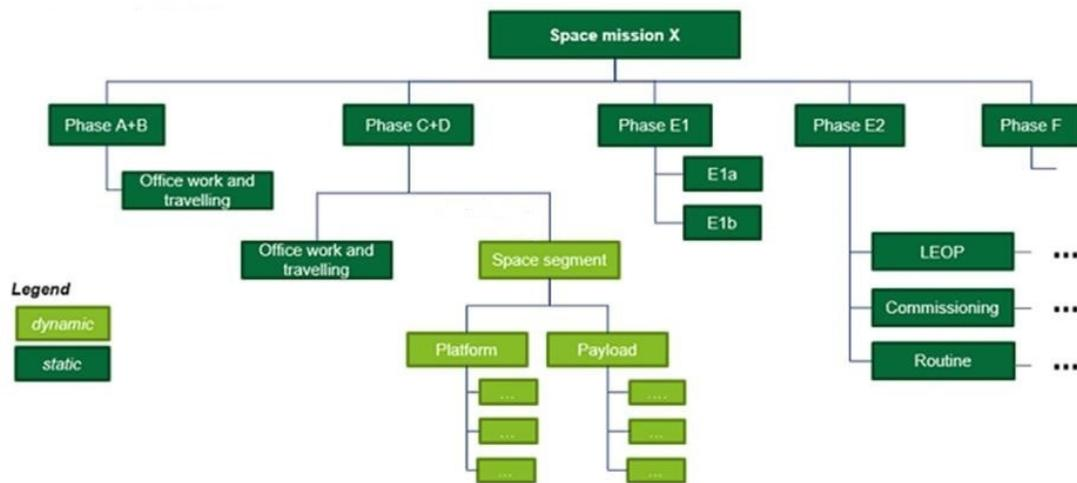 Space mission X
Phase A+B
Phase C+D
Phase E1
Phase E2
Phase F
Office work and
travelling
E1a
E1b
Office work and
travelling
Space segment
LEOP
...
Legend
dynamic
static
Commissioning
...
Platform
Payload
Routine
...
...
....
...
...
...
...